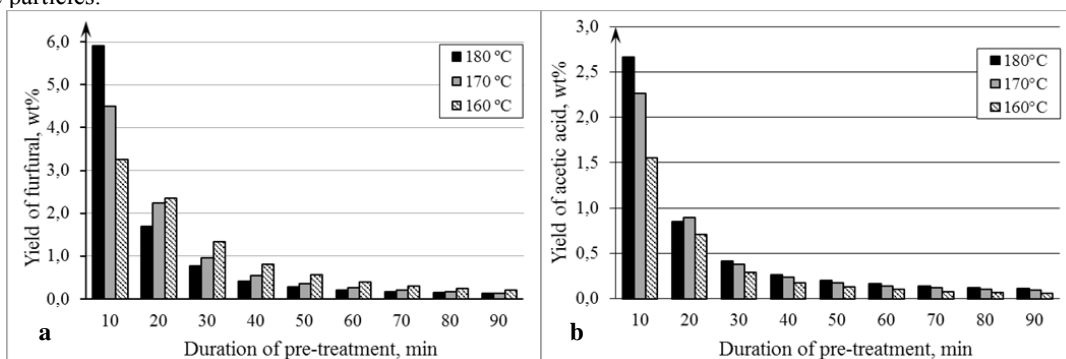 particles.
6,0
5,0
4,0
3,0
2,0
1,0
0,0
Yield of furfural, wt%
180 ºC
170 ºC
160 ºC
10 20 30 40 50 60 70 80 90
Duration of pre-treatment, min
a
3,0
2,5
2,0
1,5
1,0
0,5
0,0
Yield of acetic acid, wt%
180°C
170°C
160°C
10 20 30 40 50 60 70 80 90
Duration of pre-treatment, min
b